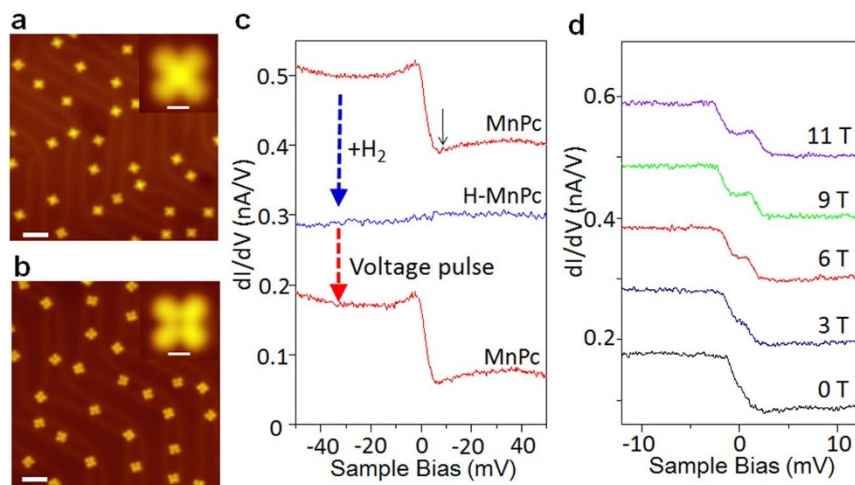 a
b
c
dI/dV (nA/V)
0.5
0.4
0.3
0.2
0.1
0
MnPc
+H₂
H-MnPc
Voltage pulse
MnPc
-40 -20 0 20 40
Sample Bias (mV)
d
dI/dV (nA/V)
0.6
0.4
0.2
11 T
9 T
6 T
3 T
0 T
-10 0 10
Sample Bias (mV)